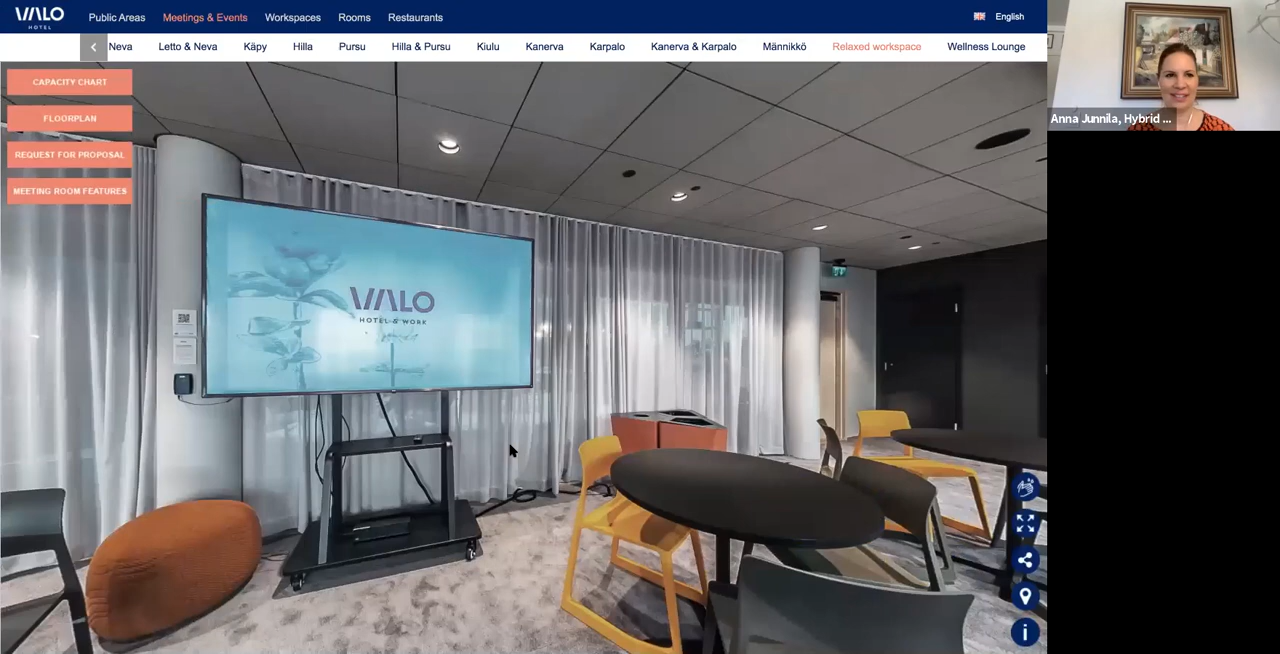 VALO
HOTEL
Public Areas
Meetings & Events
Workspaces
Rooms
Restaurants
English
Neva
Letto & Neva
Käpy
Hilla
Pursu
Hilla & Pursu
Kiulu
Kanerva
Karpalo
Kanerva & Karpalo
Männikkö
Relaxed workspace
Wellness Lounge
CAPACITY CHART
FLOORPLAN
REQUEST FOR PROPOSAL
MEETING ROOM FEATURES
VALO
HOTEL & WORK
Anna Junnila, Hybrid ...